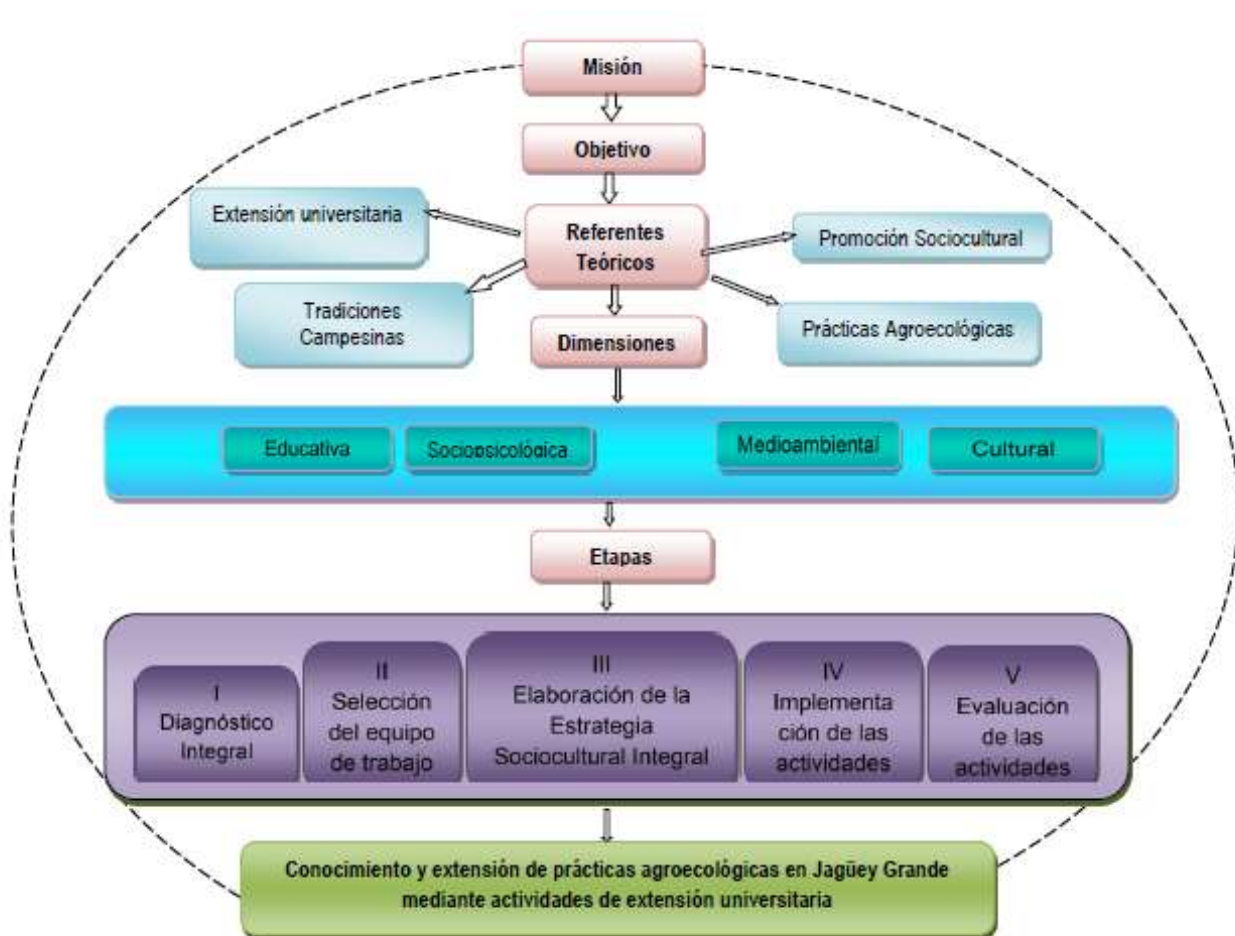 Misión
Objetivo
Extensión universitaria
Referentes
Teóricos
Promoción Sociocultural
Tradiciones
Campesinas
Prácticas Agroecológicas
Dimensiones
Educativa
Sociopsicológica
Medioambiental
Cultural
Etapas
I
Diagnóstico
Integral
II
Selección
del equipo
de trabajo
III
Elaboración de la
Estrategia
Sociocultural Integral
IV
Implementa
ción de las
actividades
V
Evaluación
de las
actividades
Conocimiento y extensión de prácticas agroecológicas en Jagüey Grande
mediante actividades de extensión universitaria